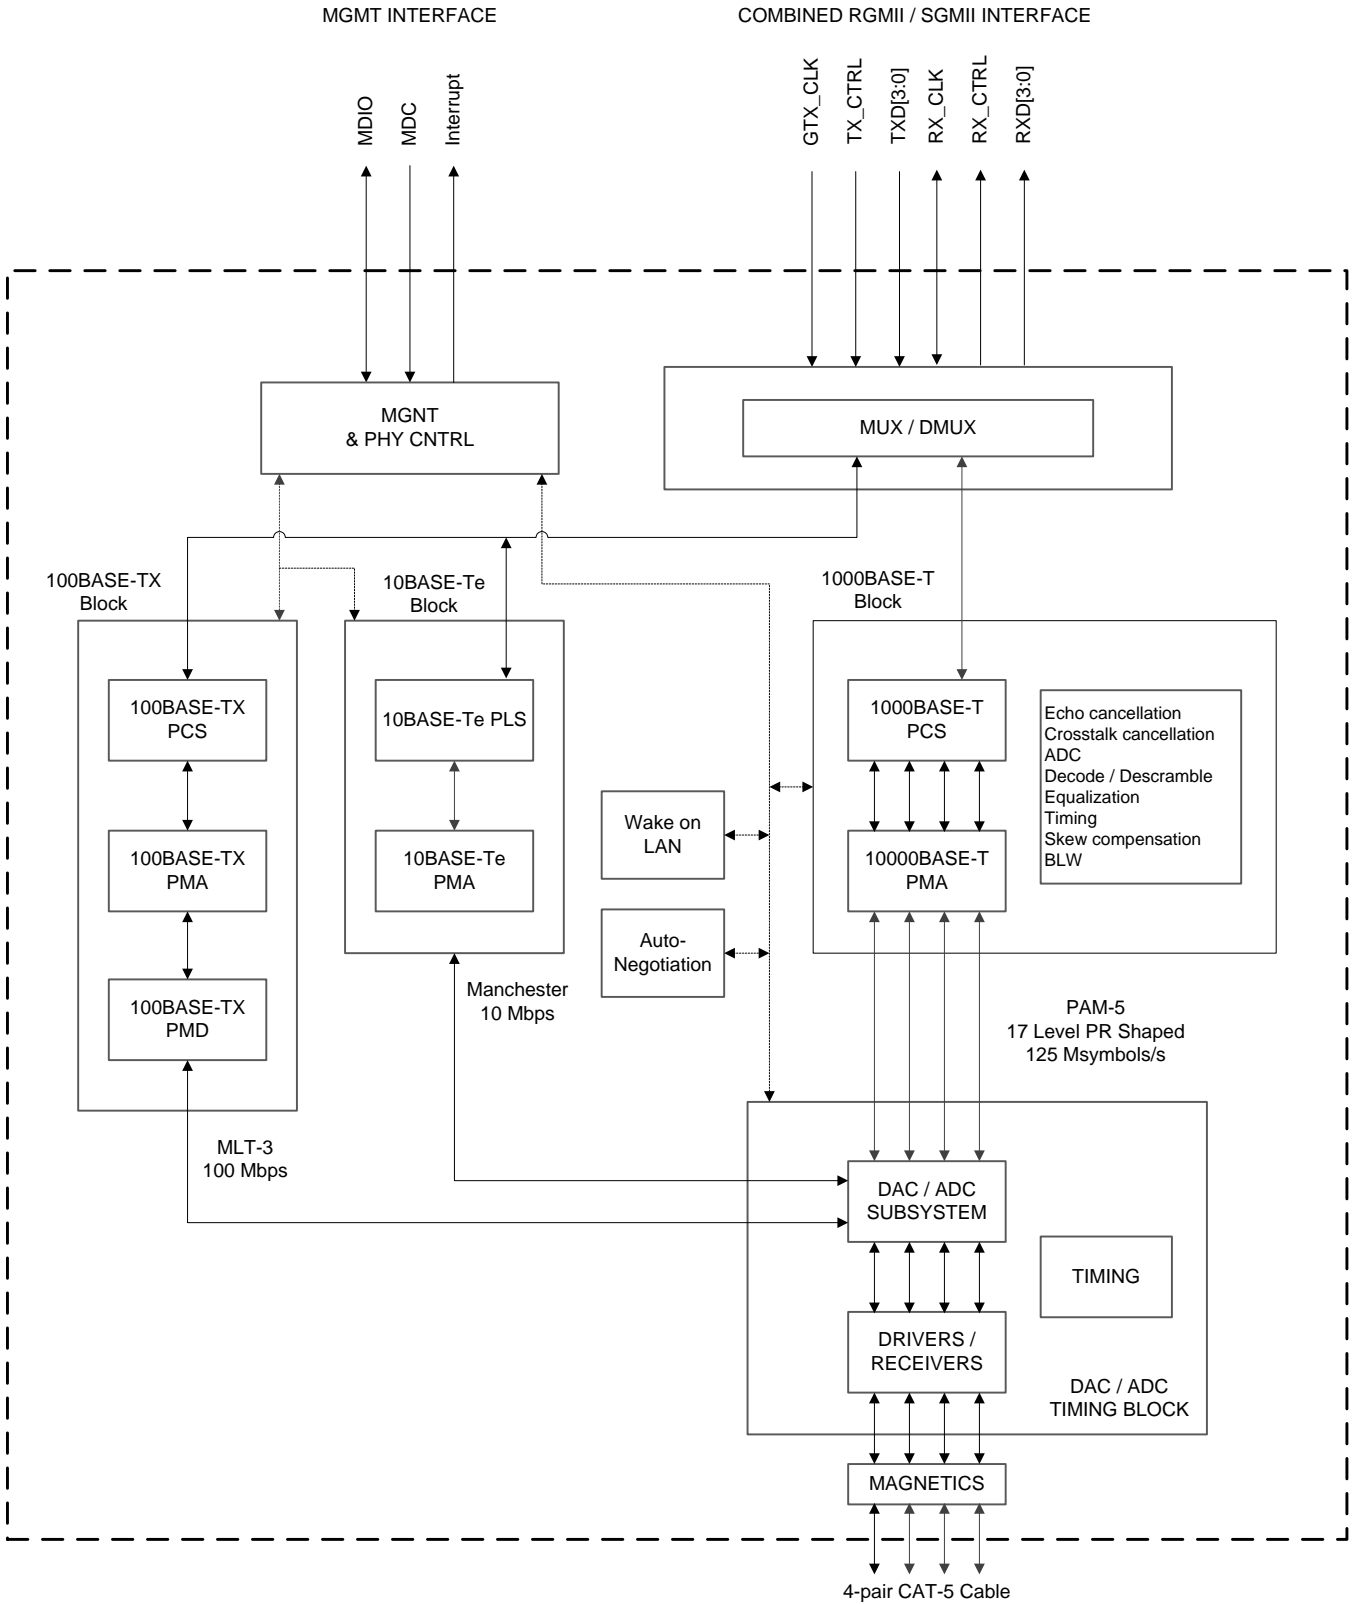 MGMT INTERFACE
COMBINED RGMII / SGMII INTERFACE
MDIO
MDC
Interrupt
GTX_CLK
TX_CTRL
TXD[3:0]
RX_CLK
RX_CTRL
RXD[3:0]
MGNT
& PHY CNTRL
MUX / DMUX
100BASE-TX
Block
10BASE-Te
Block
1000BASE-T
Block
100BASE-TX
PCS
10BASE-Te PLS
1000BASE-T
PCS
Echo cancellation
Crosstalk cancellation
ADC
Decode / Descramble
Equalization
Timing
Skew compensation
BLW
Wake on
LAN
100BASE-TX
PMA
10BASE-Te
PMA
10000BASE-T
PMA
Auto-
Negotiation
100BASE-TX
PMD
Manchester
10 Mbps
PAM-5
17 Level PR Shaped
125 Msymbols/s
MLT-3
100 Mbps
DAC / ADC
SUBSYSTEM
TIMING
DRIVERS /
RECEIVERS
DAC / ADC
TIMING BLOCK
MAGNETICS
4-pair CAT-5 Cable